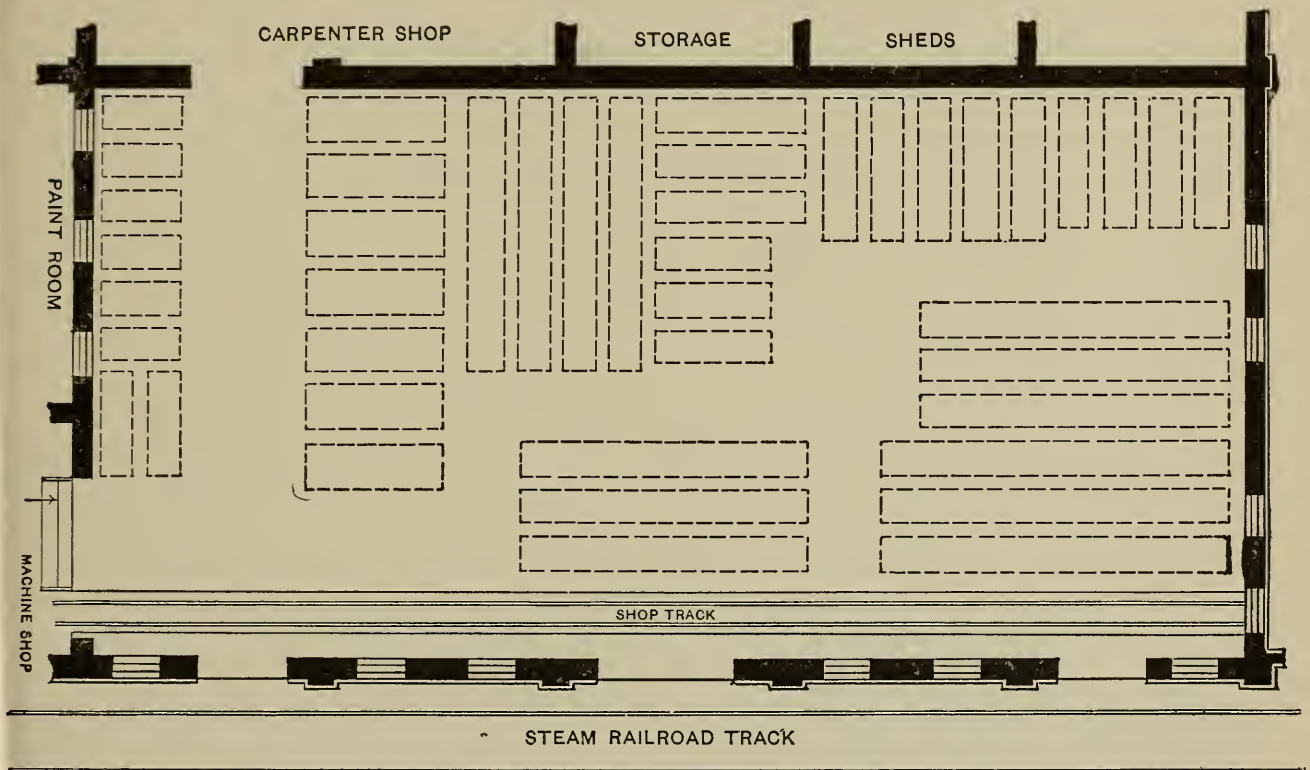 CARPENTER SHOP
STORAGE
SHEDS
PAINT ROOM
MACHINE SHOP
SHOP TRACK
STEAM RAILROAD TRACK